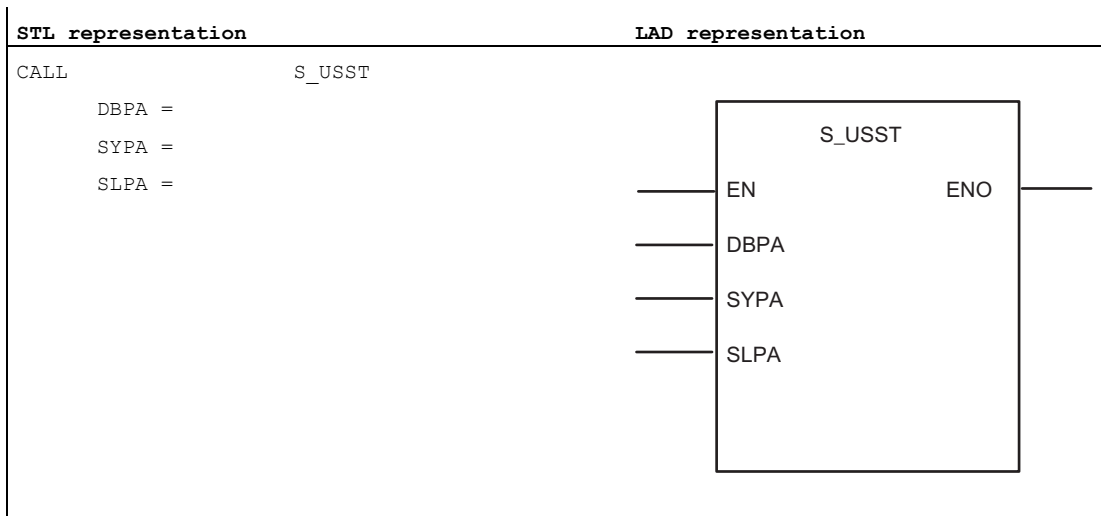 STL representation LAD representation
CALL S_USST
DBPA =
SYPA =
SLPA =
S_USST
EN ENO
DBPA
SYPA
SLPA